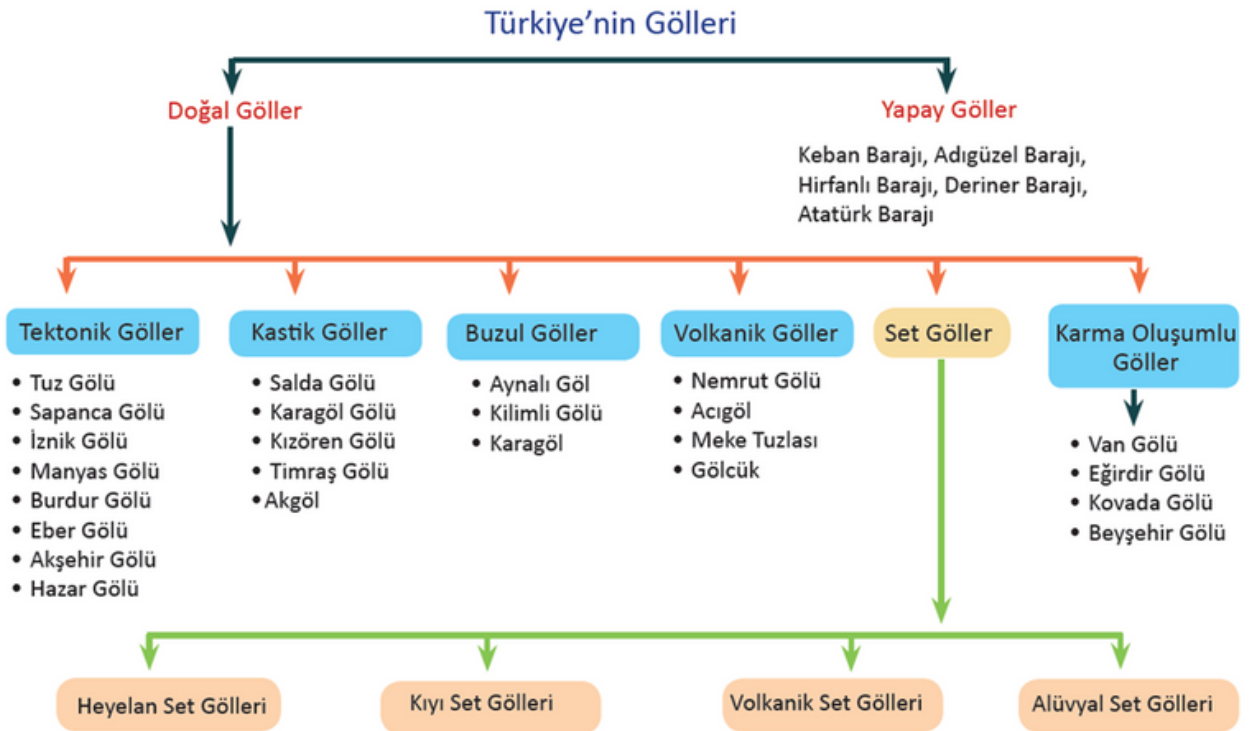 Türkiye'nin Gölleri
Doğal Göller
Yapay Göller
Keban Barajı, Adıgüzel Barajı,
Hirfanlı Barajı, Deriner Barajı,
Atatürk Barajı
Tektonik Göller
• Tuz Gölü
• Sapanca Gölü
• İznik Gölü
• Manyas Gölü
• Burdur Gölü
• Eber Gölü
• Akşehir Gölü
• Hazar Gölü
Kastik Göller
• Salda Gölü
• Karagöl Gölü
• Kızören Gölü
• Timraş Gölü
•Akgöl
Buzul Göller
• Aynalı Göl
• Kilimli Gölü
• Karagöl
Volkanik Göller
• Nemrut Gölü
• Acıgöl
• Meke Tuzlası
• Gölcük
Set Göller
Karma Oluşumlu
Göller
• Van Gölü
• Eğirdir Gölü
• Kovada Gölü
• Beyşehir Gölü
Heyelan Set Gölleri
Kıyı Set Gölleri
Volkanik Set Gölleri
Alüvyal Set Gölleri